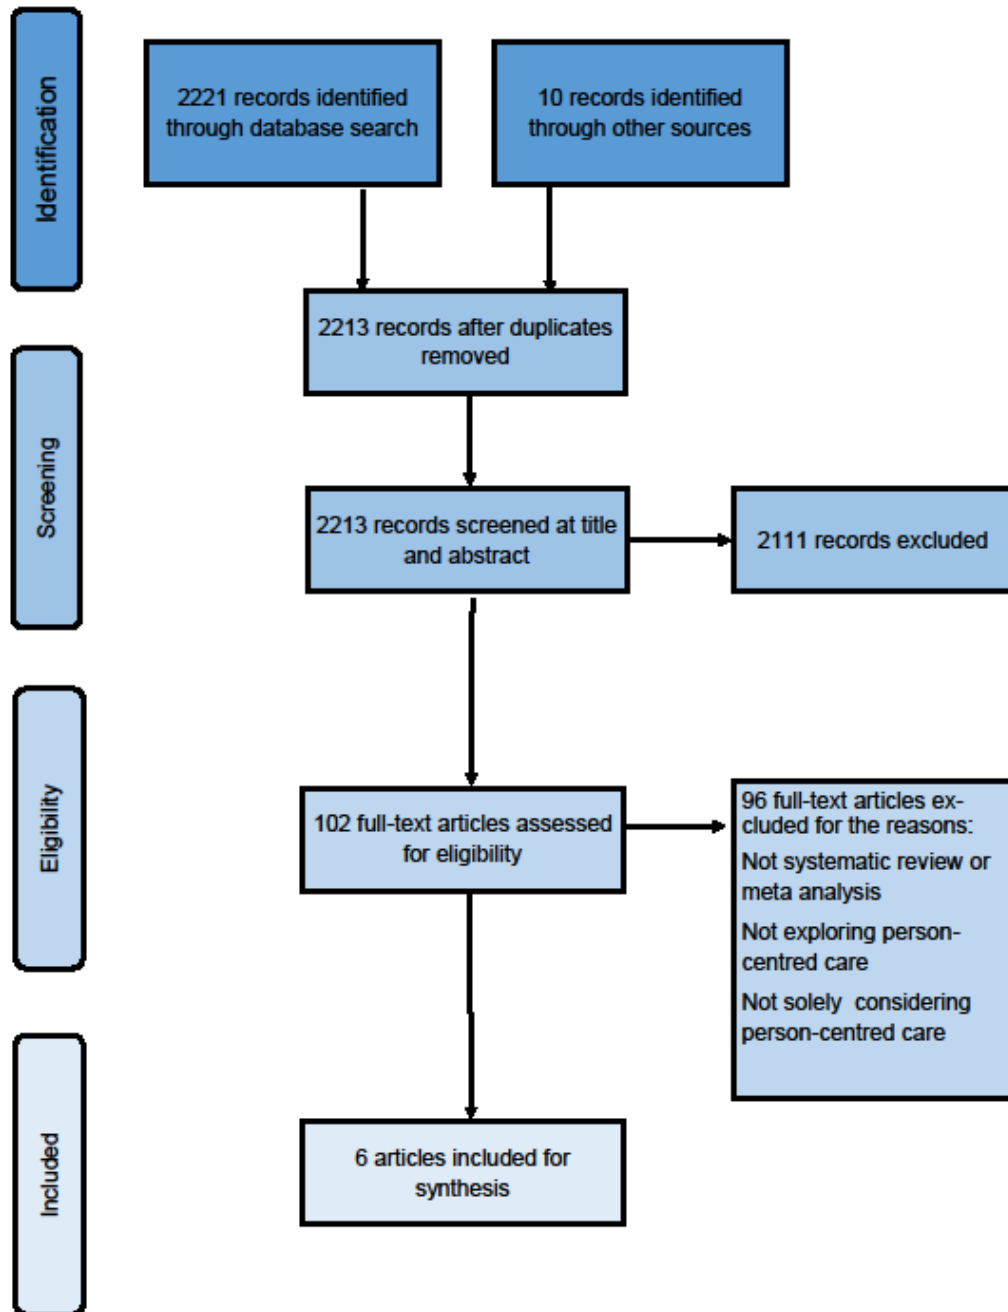 Identification
2221 records identified
through database search
10 records identified
through other sources
2213 records after duplicates
removed
Screening
2213 records screened at title
and abstract
2111 records excluded
Eligibility
102 full-text articles assessed
for eligibility
96 full-text articles ex-
cluded for the reasons:
Not systematic review or
meta analysis
Not exploring person-
centred care
Not solely considering
person-centred care
Included
6 articles included for
synthesis